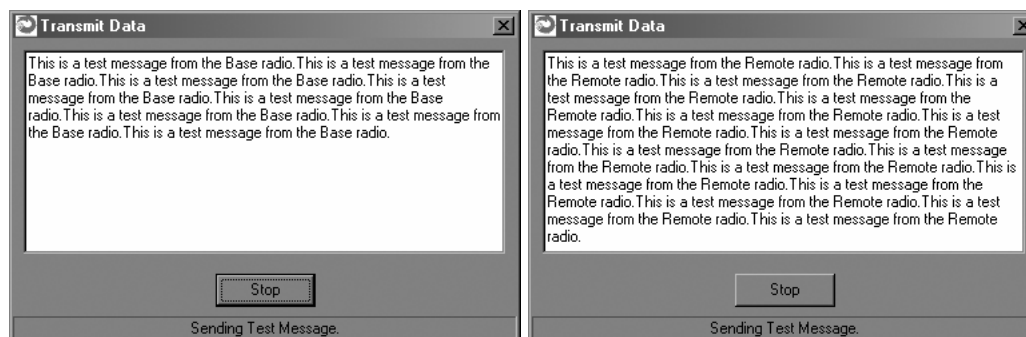 Transmit Data
This is a test message from the Base radio.This is a test message from the
Base radio.This is a test message from the Base radio.This is a test
message from the Base radio.This is a test message from the Base
radio.This is a test message from the Base radio.This is a test message from
the Base radio.This is a test message from the Base radio.
Stop
Sending Test Message.
Transmit Data
This is a test message from the Remote radio.This is a test message from
the Remote radio.This is a test message from the Remote radio.This is a
test message from the Remote radio.This is a test message from the
Remote radio.This is a test message from the Remote radio.This is a test
message from the Remote radio.This is a test message from the Remote
radio.This is a test message from the Remote radio.This is a test message
from the Remote radio.This is a test message from the Remote radio.This is
a test message from the Remote radio.This is a test message from the
Remote radio.This is a test message from the Remote radio.This is a test
message from the Remote radio.This is a test message from the Remote
radio.
Stop
Sending Test Message.